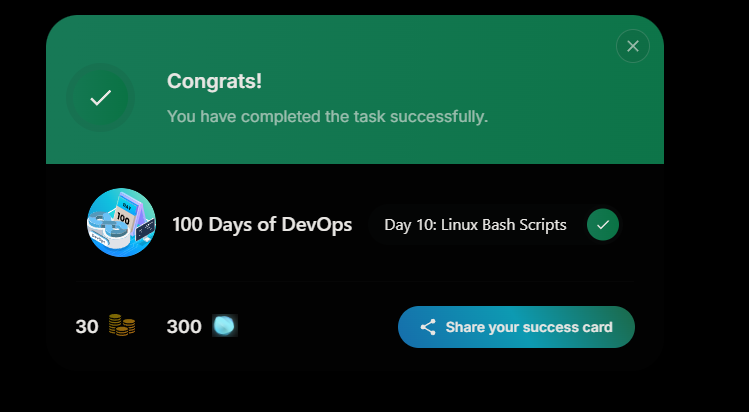 Congrats!
You have completed the task successfully.
DAY
100
100 Days of DevOps
Day 10: Linux Bash Scripts
30
300
Share your success card